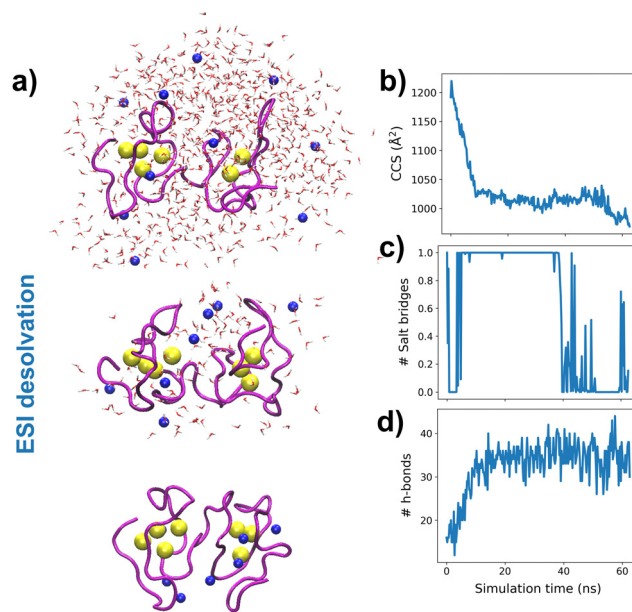 a)
ESI desolvation
b)
CCS (Å²)
1200
1150
1100
1050
1000
c)
# Salt bridges
1.0
0.8
0.6
0.4
0.2
0.0
d)
# h-bonds
40
30
20
0 20 40 60
Simulation time (ns)